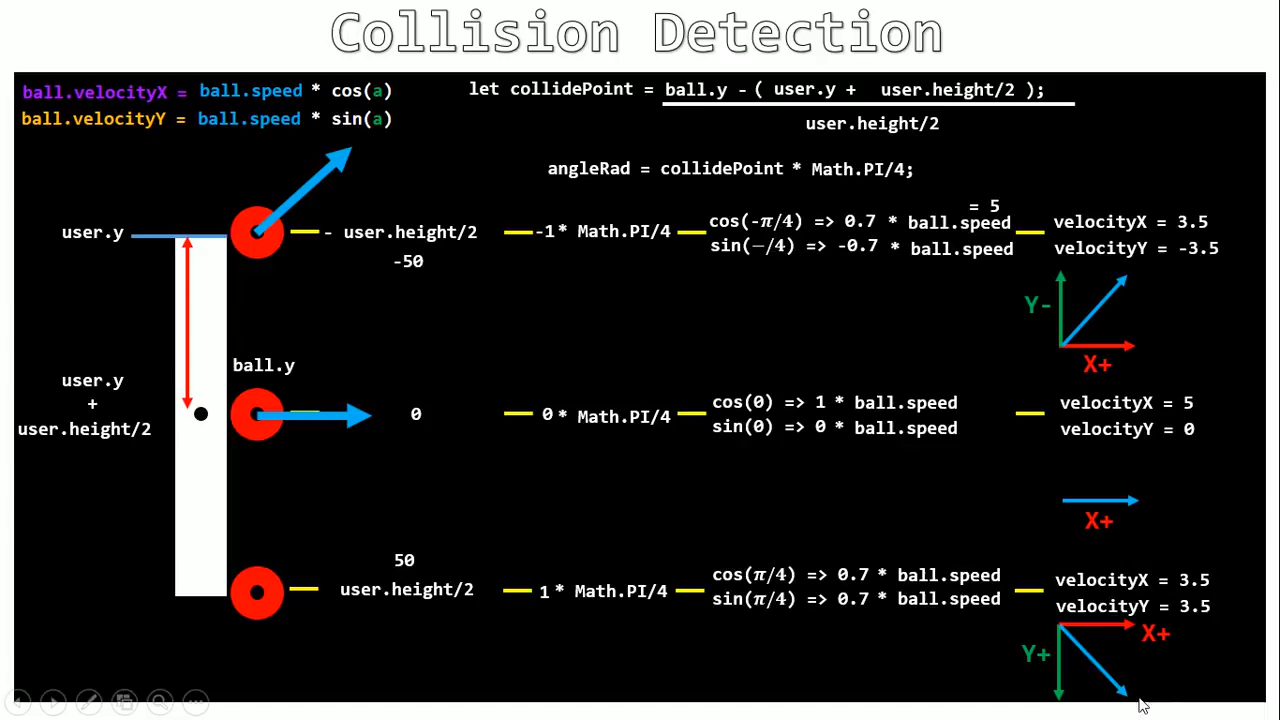 Collision Detection
ball.velocityX = ball.speed * cos(a)
ball.velocityY = ball.speed * sin(a)
let collidePoint = ball.y - ( user.y + user.height/2 );
user.height/2
angleRad = collidePoint * Math.PI/4;
= 5
user.y
- user.height/2
-50
-1 * Math.PI/4
cos(-π/4) => 0.7 * ball.speed
sin(−/4) => -0.7 * ball.speed
velocityX = 3.5
velocityY = -3.5
Y-
X+
ball.y
user.y
+
user.height/2
0
0 * Math.PI/4
cos(0) => 1 * ball.speed
sin(0) => 0 * ball.speed
velocityX = 5
velocityY = 0
X+
50
user.height/2
1 * Math.PI/4
cos(π/4) => 0.7 * ball.speed
sin(π/4) => 0.7 * ball.speed
velocityX = 3.5
velocityY = 3.5
X+
Y+